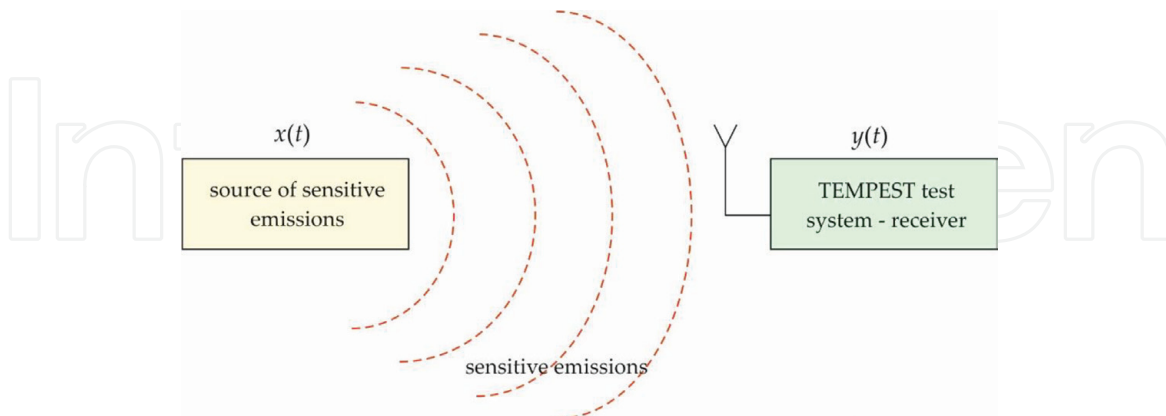 x(t)
y(t)
source of sensitive
emissions
TEMPEST test
system - receiver
sensitive emissions